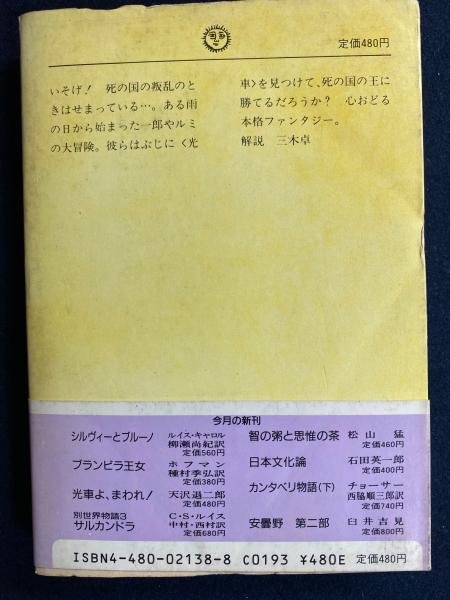 定価480円
いそげ! 死の国の叛乱のと
きはせまっている…。ある雨
の日から始まった一郎やルミ
の大冒険。彼らはぶじに〈光
車〉を見つけて、死の国の王に
勝てるだろうか? 心おどる
本格ファンタジー。
解説 三木卓
今月の新刊
シルヴィーとブルーノ ルイス・キャロル
柳瀬尚紀訳
定価560円
ブランビラ王女 ホフマン
種村季弘訳
定価380円
光車よ、まわれ! 天沢退二郎
定価480円
別世界物語3 C・S・ルイス
サルカンドラ 中村・西村訳
定価680円
智の粥と思惟の茶 松山猛
定価460円
日本文化論 石田英一郎
定価400円
カンタベリ物語(下) チョーサー
西脇順三郎訳
定価740円
安曇野 第二部 臼井吉見
定価800円
ISBN4-480-02138-8 C0193 ¥480E 定価480円